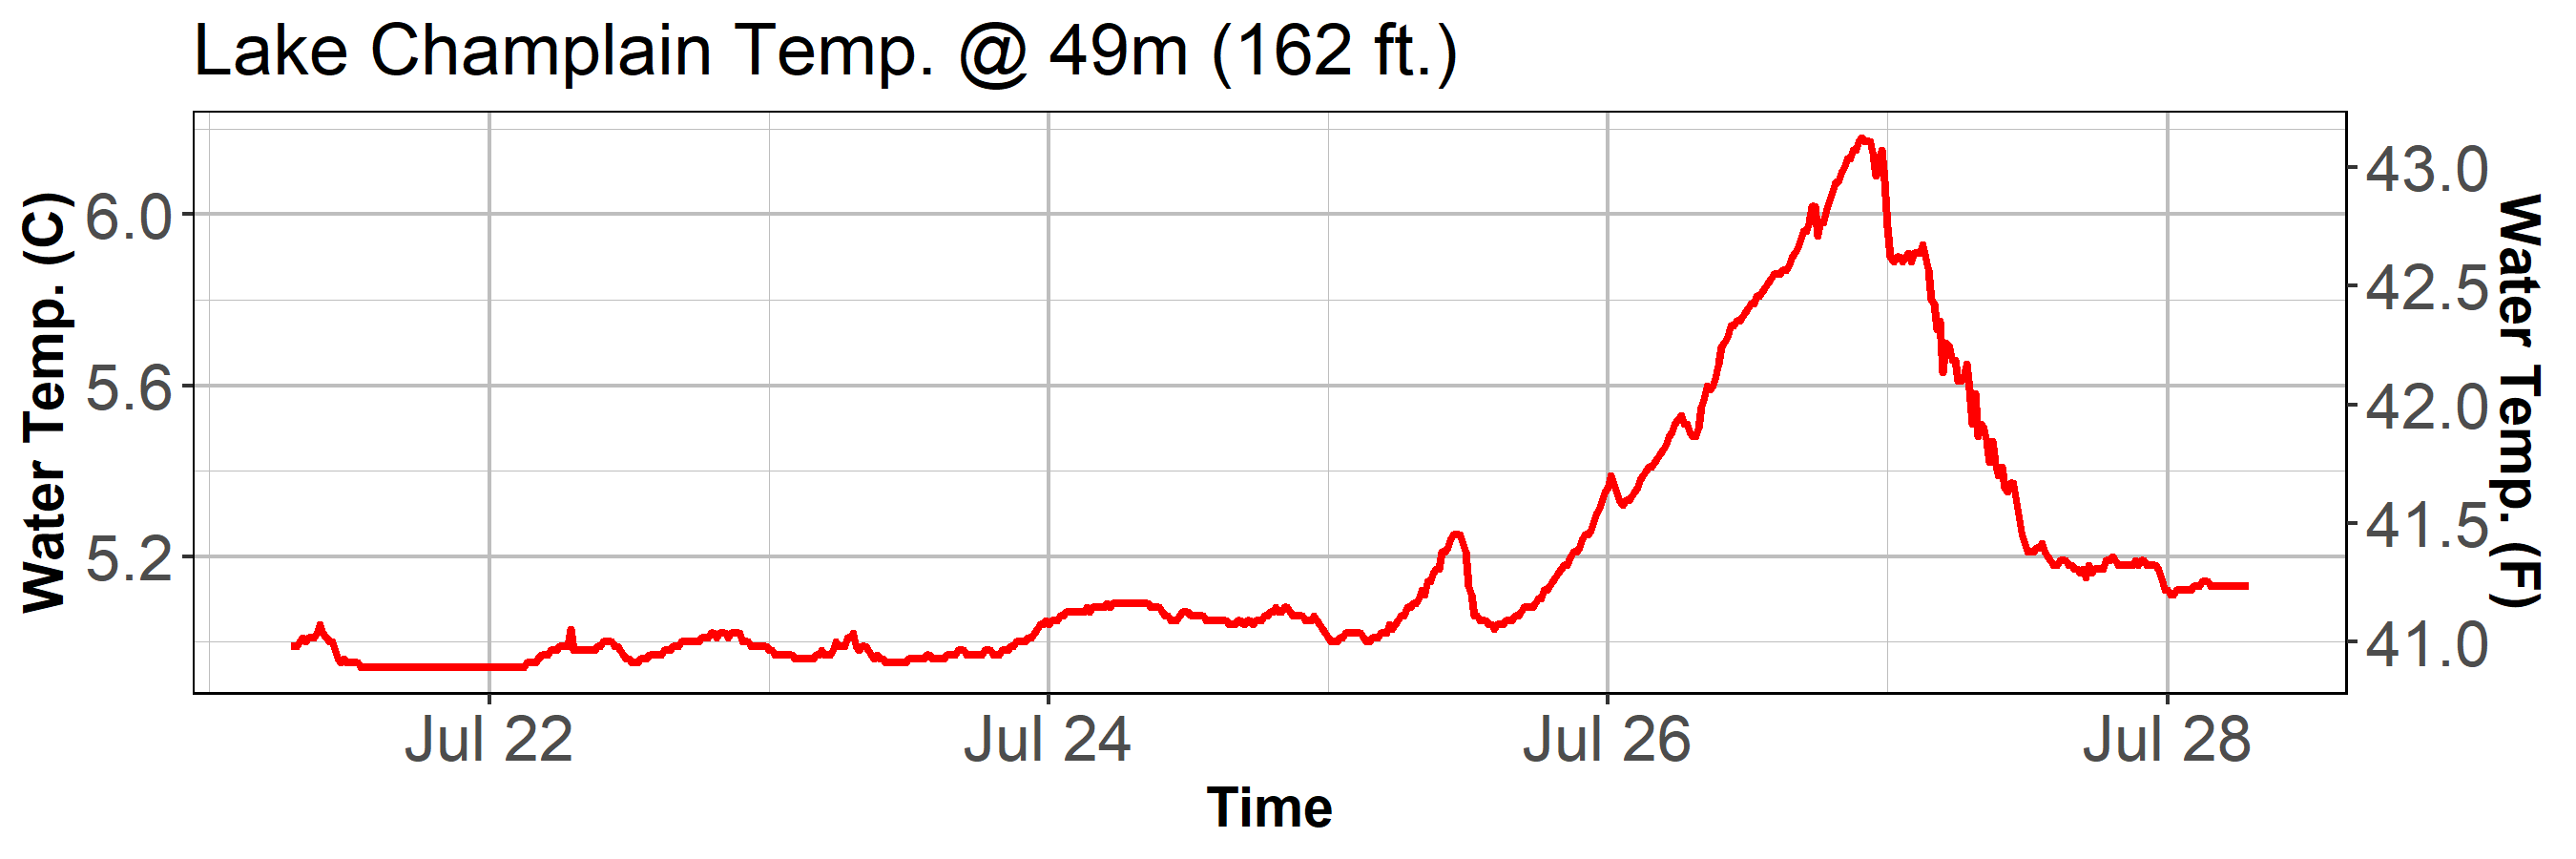 Lake Champlain Temp. @ 49m (162 ft.)
Water Temp. (C)
6.0
5.6
5.2
43.0
42.5
42.0
41.5
41.0
Water Temp. (F)
Jul 22 Jul 24 Jul 26 Jul 28
Time